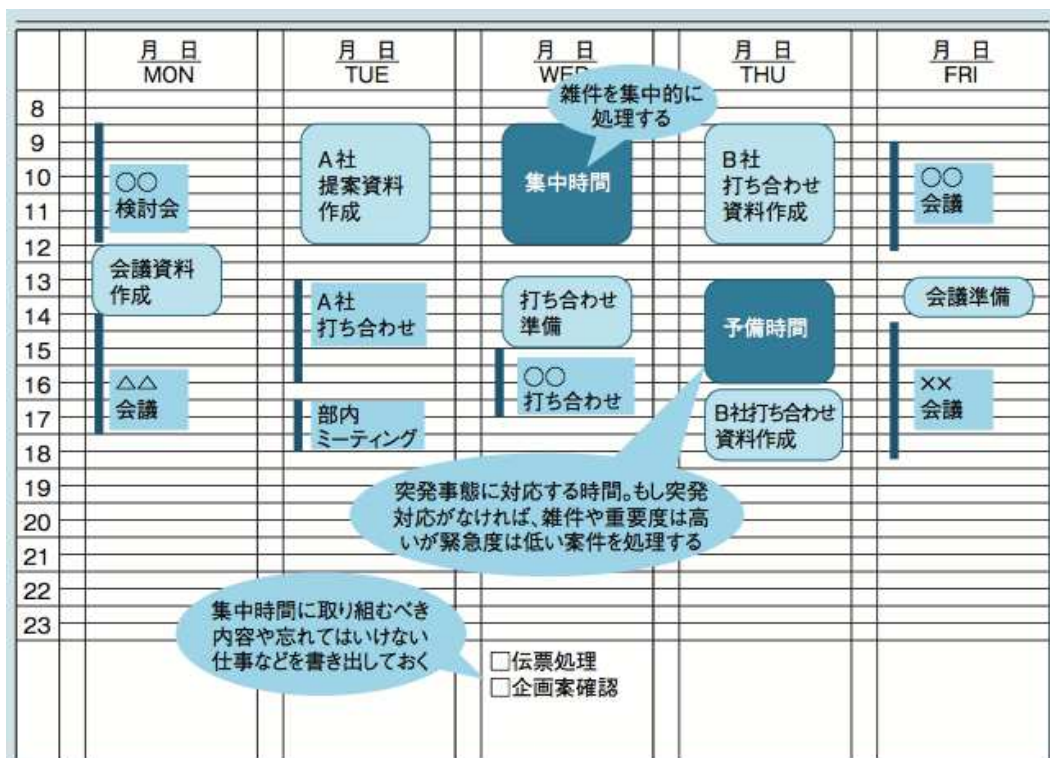 月 日
MON
月 日
TUE
月 日
WED
月 日
THU
月 日
FRI
8
9
10
11
12
13
14
15
16
17
18
19
20
21
22
23
○○
検討会
会議資料
作成
△△
会議
A社
提案資料
作成
A社
打ち合わせ
部内
ミーティング
雑件を集中的に
処理する
集中時間
打ち合わせ
準備
○○
打ち合わせ
B社
打ち合わせ
資料作成
予備時間
B社打ち合わせ
資料作成
○○
会議
会議準備
××
会議
突発事態に対応する時間。もし突発
対応がなければ、雑件や重要度は高
いが緊急度は低い案件を処理する
集中時間に取り組むべき
内容や忘れてはいけない
仕事などを書き出しておく
□伝票処理
□企画案確認